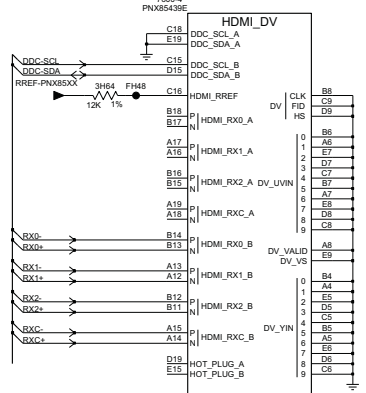 PNX85439E
HDMI_DV
C18 DDC_SCL_A
E19 DDC_SDA_A
DDC-SCL C15 DDC_SCL_B
DDC-SDA D15 DDC_SDA_B
RREF-PNX85XX 3H64 FH48 C16 HDMI_RREF
12K 1%
CLK B8
DV FID C9
HS D9
B18 P HDMI_RX0_A
B17 N
A17 P HDMI_RX1_A
A16 N
B16 P HDMI_RX2_A
B15 N
A19 P HDMI_RXC_A
A18 N
DV_UVIN
0 B6
1 A6
2 E7
3 D7
4 C7
5 B7
6 A7
7 E8
8 D8
9 C8
RX0- B14 P HDMI_RX0_B
RX0+ B13 N
DV_VALID A8
DV_VS E9
RX1- A13 P HDMI_RX1_B
RX1+ A12 N
RX2- B12 P HDMI_RX2_B
RX2+ B11 N
RXC- A15 P HDMI_RXC_B
RXC+ A14 N
DV_YIN
0 B4
1 A4
2 E5
3 D5
4 C5
5 B5
6 A5
7 E6
8 D6
9 C6
D19 HOT_PLUG_A
E15 HOT_PLUG_B